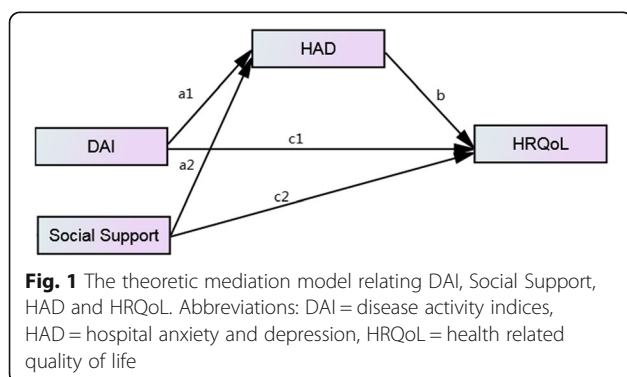 HAD
a1
b
DAI
c1
HRQoL
a2
c2
Social Support
Fig. 1 The theoretic mediation model relating DAI, Social Support,
HAD and HRQoL. Abbreviations: DAI = disease activity indices,
HAD = hospital anxiety and depression, HRQoL = health related
quality of life